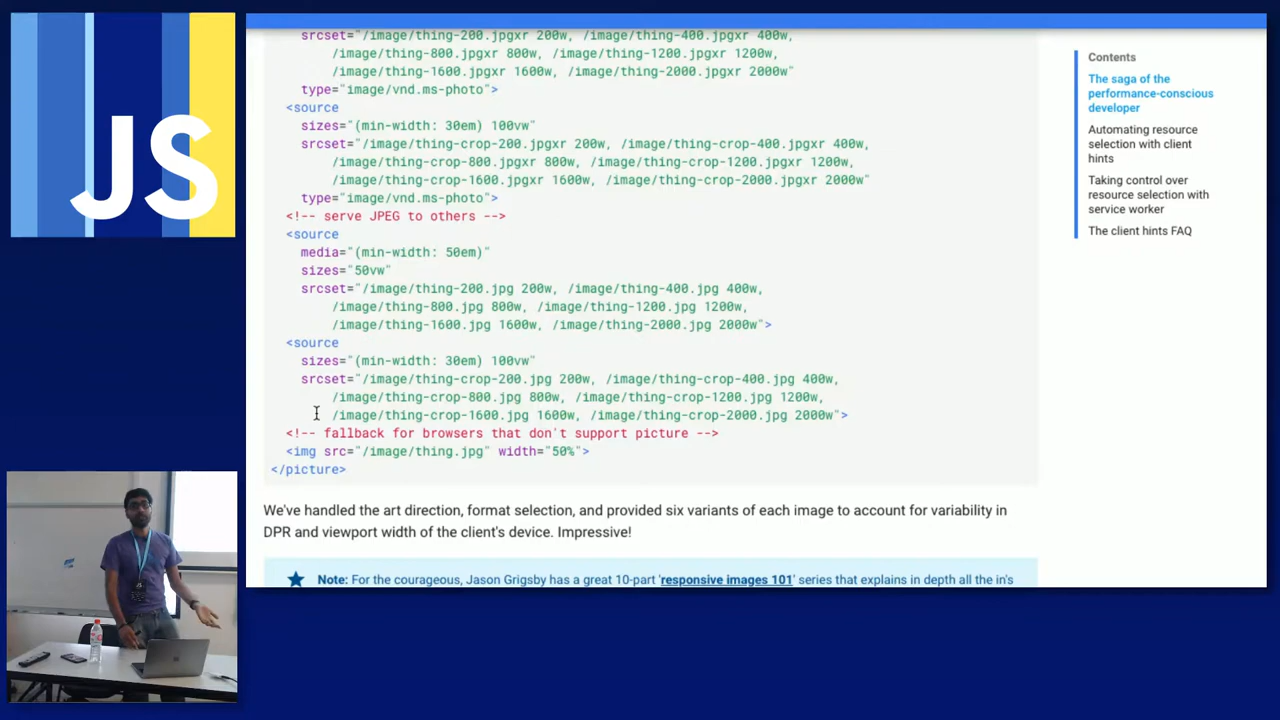 JS
srcset="/image/thing-200.jpgxr 200w, /image/thing-400.jpgxr 400w,
/image/thing-800.jpgxr 800w, /image/thing-1200.jpgxr 1200w,
/image/thing-1600.jpgxr 1600w, /image/thing-2000.jpgxr 2000w"
type="image/vnd.ms-photo">
<source
sizes="(min-width: 30em) 100vw"
srcset="/image/thing-crop-200.jpgxr 200w, /image/thing-crop-400.jpgxr 400w,
/image/thing-crop-800.jpgxr 800w, /image/thing-crop-1200.jpgxr 1200w,
/image/thing-crop-1600.jpgxr 1600w, /image/thing-crop-2000.jpgxr 2000w"
type="image/vnd.ms-photo">
<!-- serve JPEG to others -->
<source
media="(min-width: 50em)"
sizes="50vw"
srcset="/image/thing-200.jpg 200w, /image/thing-400.jpg 400w,
/image/thing-800.jpg 800w, /image/thing-1200.jpg 1200w,
/image/thing-1600.jpg 1600w, /image/thing-2000.jpg 2000w">
<source
sizes="(min-width: 30em) 100vw"
srcset="/image/thing-crop-200.jpg 200w, /image/thing-crop-400.jpg 400w,
/image/thing-crop-800.jpg 800w, /image/thing-crop-1200.jpg 1200w,
/image/thing-crop-1600.jpg 1600w, /image/thing-crop-2000.jpg 2000w">
<!-- fallback for browsers that don't support picture -->
<img src="/image/thing.jpg" width="50%">
</picture>
We've handled the art direction, format selection, and provided six variants of each image to account for variability in
DPR and viewport width of the client's device. Impressive!
Note: For the courageous, Jason Grigsby has a great 10-part 'responsive images 101' series that explains in depth all the in's
Contents
The saga of the
performance-conscious
developer
Automating resource
selection with client
hints
Taking control over
resource selection with
service worker
The client hints FAQ